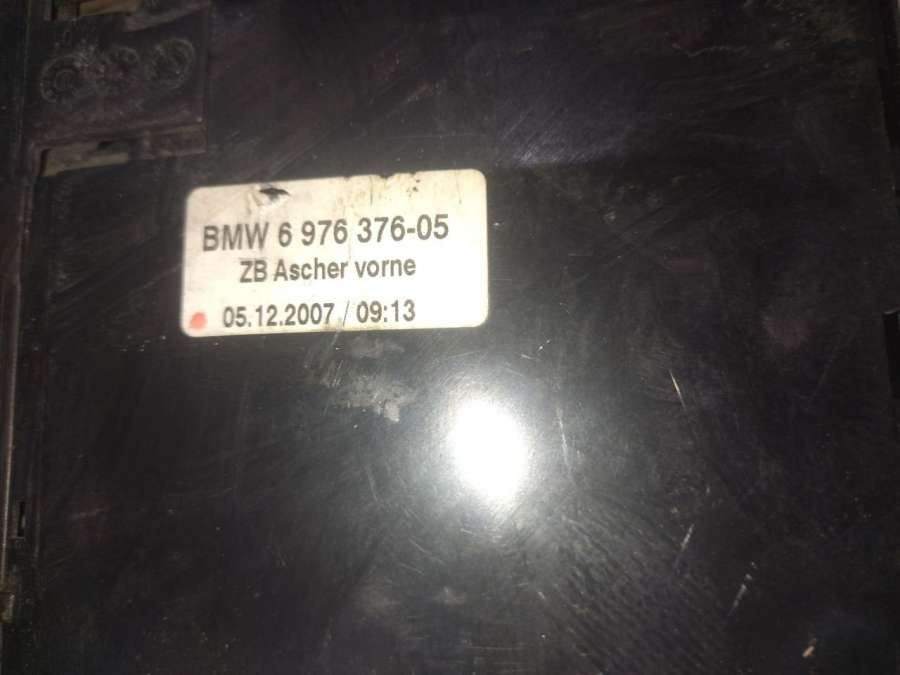 BMW 6 976 376-05
ZB Ascher vorne
05.12.2007 / 09:13